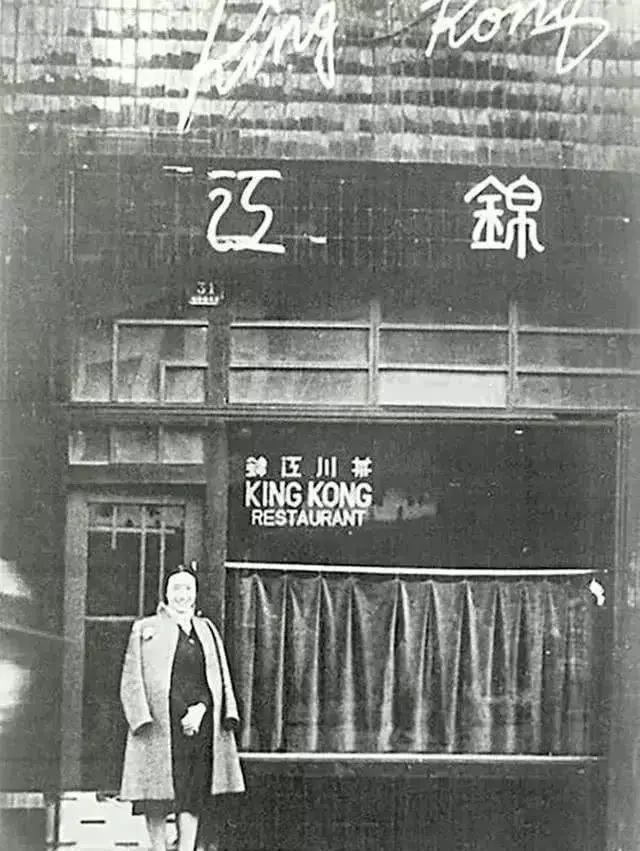 King Kong
錦江
31
錦江川菜
KING KONG
RESTAURANT